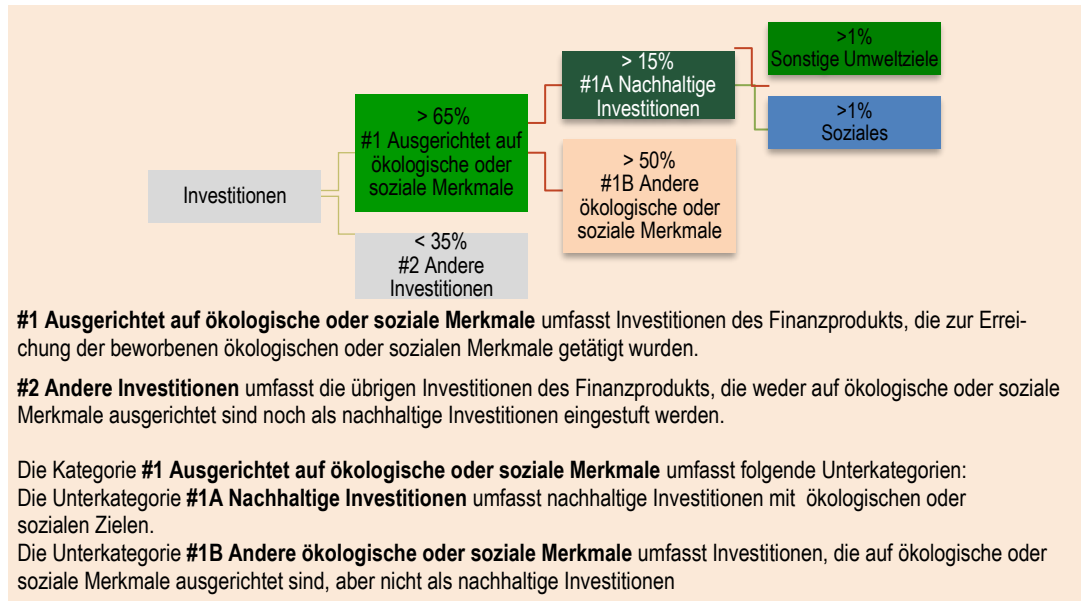 >1%
Sonstige Umweltziele
> 15%
#1A Nachhaltige
Investitionen
>1%
Soziales
> 65%
#1 Ausgerichtet auf
ökologische oder
soziale Merkmale
> 50%
#1B Andere
ökologische oder
soziale Merkmale
Investitionen
< 35%
#2 Andere
Investitionen
#1 Ausgerichtet auf ökologische oder soziale Merkmale umfasst Investitionen des Finanzprodukts, die zur Errei-
chung der beworbenen ökologischen oder sozialen Merkmale getätigt wurden.
#2 Andere Investitionen umfasst die übrigen Investitionen des Finanzprodukts, die weder auf ökologische oder soziale
Merkmale ausgerichtet sind noch als nachhaltige Investitionen eingestuft werden.
Die Kategorie #1 Ausgerichtet auf ökologische oder soziale Merkmale umfasst folgende Unterkategorien:
Die Unterkategorie #1A Nachhaltige Investitionen umfasst nachhaltige Investitionen mit ökologischen oder
sozialen Zielen.
Die Unterkategorie #1B Andere ökologische oder soziale Merkmale umfasst Investitionen, die auf ökologische oder
soziale Merkmale ausgerichtet sind, aber nicht als nachhaltige Investitionen